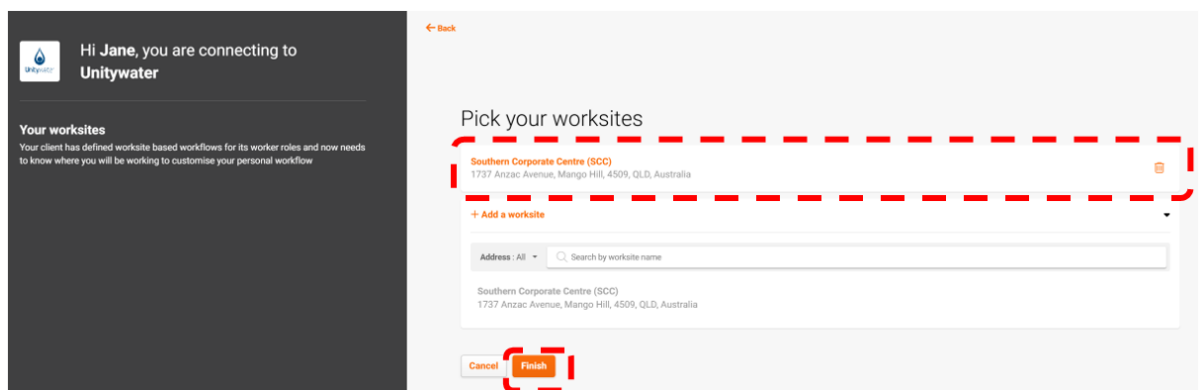 Hi Jane, you are connecting to
Unitywater
Unitywater
Your worksites
Your client has defined worksite based workflows for its worker roles and now needs
to know where you will be working to customise your personal workflow
← Back
Pick your worksites
Southern Corporate Centre (SCC)
1737 Anzac Avenue, Mango Hill, 4509, QLD, Australia
+ Add a worksite
Address : All Search by worksite name
Southern Corporate Centre (SCC)
1737 Anzac Avenue, Mango Hill, 4509, QLD, Australia
Cancel Finish